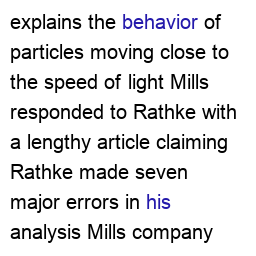 explains the behavior of
particles moving close to
the speed of light Mills
responded to Rathke with
a lengthy article claiming
Rathke made seven
major errors in his
analysis Mills company